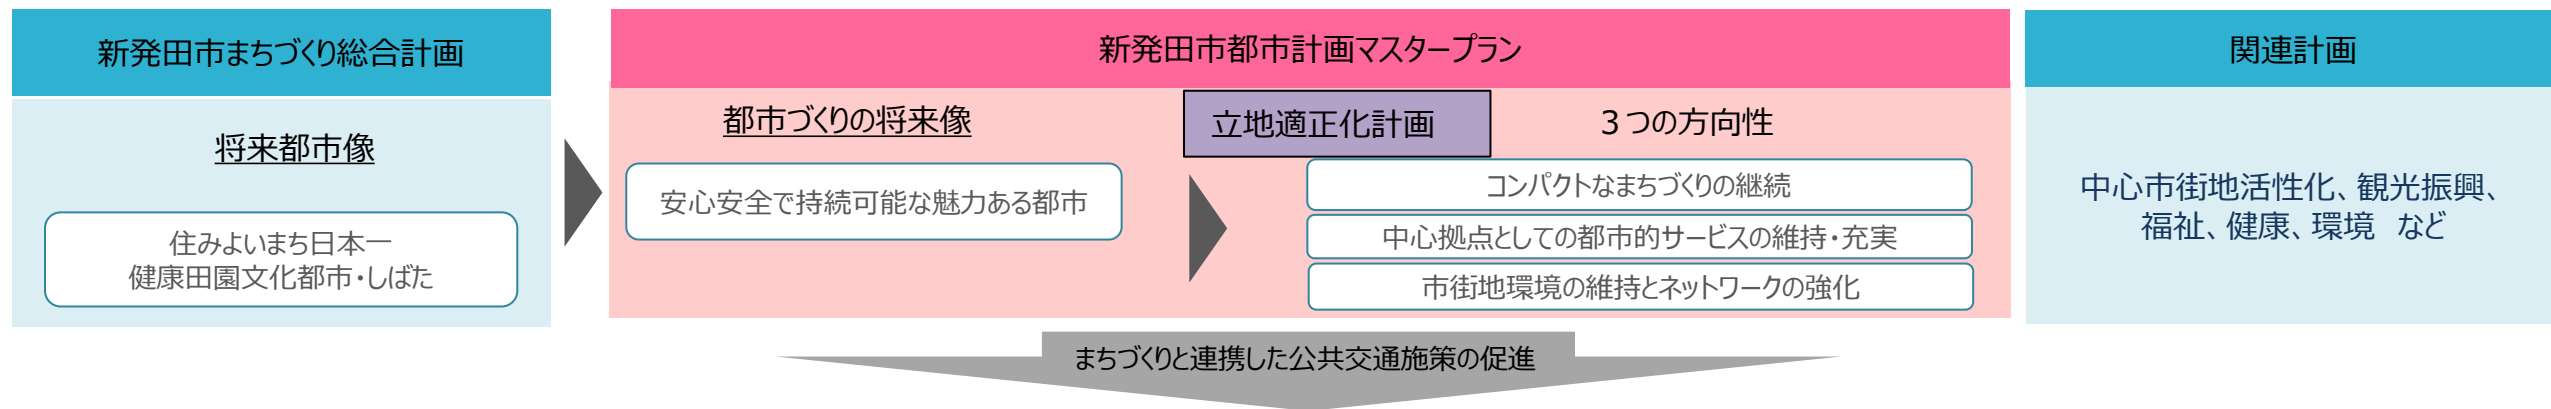 新発田市まちづくり総合計画
将来都市像
住みよいまち日本一
健康田園文化都市・しばた
新発田市都市計画マスタープラン
都市づくりの将来像
安心安全で持続可能な魅力ある都市
立地適正化計画
３つの方向性
コンパクトなまちづくりの継続
中心拠点としての都市的サービスの維持・充実
市街地環境の維持とネットワークの強化
関連計画
中心市街地活性化、観光振興、
福祉、健康、環境　など
まちづくりと連携した公共交通施策の促進